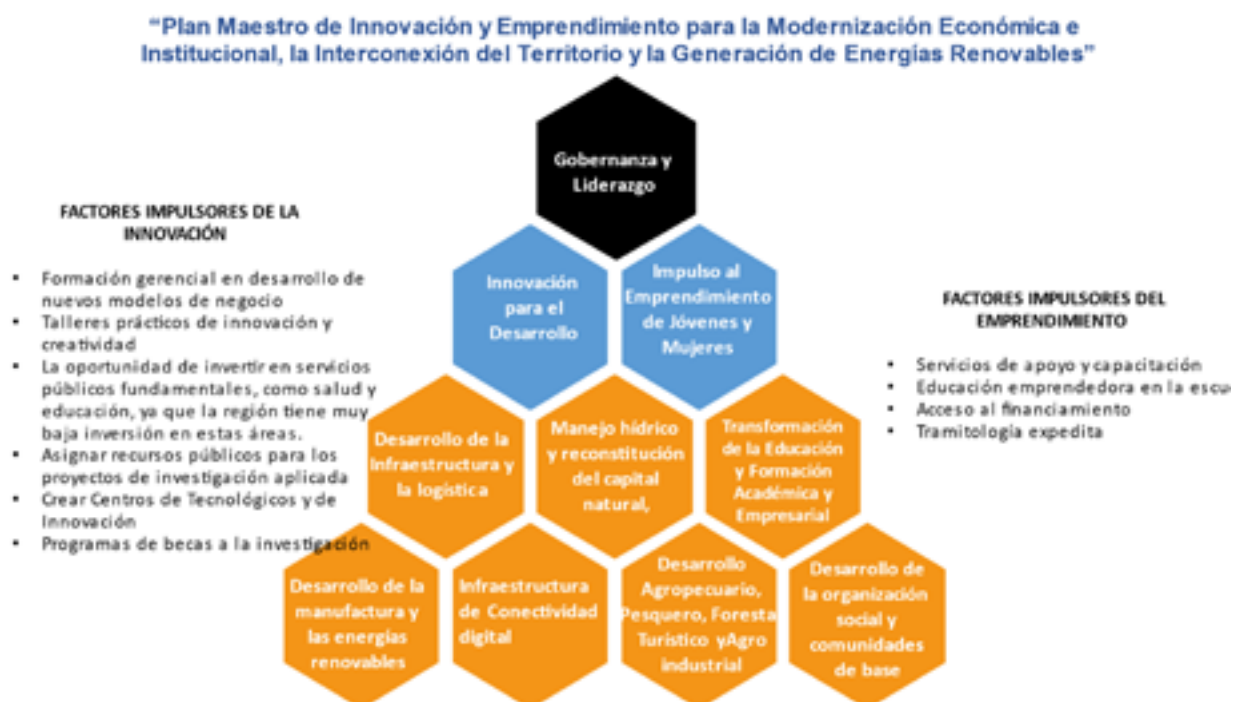 “Plan Maestro de Innovación y Emprendimiento para la Modernización Económica e
Institucional, la Interconexión del Territorio y la Generación de Energías Renovables”
Gobernanza y
Liderazgo
FACTORES IMPULSORES DE LA
INNOVACIÓN
• Formación gerencial en desarrollo de
nuevos modelos de negocio
• Talleres prácticos de innovación y
creatividad
• La oportunidad de invertir en servicios
públicos fundamentales, como salud y
educación, ya que la región tiene muy
baja inversión en estas áreas.
• Asignar recursos públicos para los
proyectos de investigación aplicada
• Crear Centros de Tecnológicos y de
Innovación
• Programas de becas a la investigación
Innovación
para el
Desarrollo
Impulso al
Emprendimiento
de Jóvenes y
Mujeres
FACTORES IMPULSORES DEL
EMPRENDIMIENTO
• Servicios de apoyo y capacitación
• Educación emprendedora en la escu
• Acceso al financiamiento
• Tramitología expedita
Desarrollo de la
Infraestructura y
la logística
Manejo hídrico
y reconstitución
del capital
natural,
Transformación
de la Educación
y Formación
Académica y
Empresarial
Desarrollo de la
manufactura y
las energías
renovables
Infraestructura
de Conectividad
digital
Desarrollo
Agropecuario,
Pesquero, Foresta
Turístico yAgro
industrial
Desarrollo de
la organización
social y
comunidades
de base